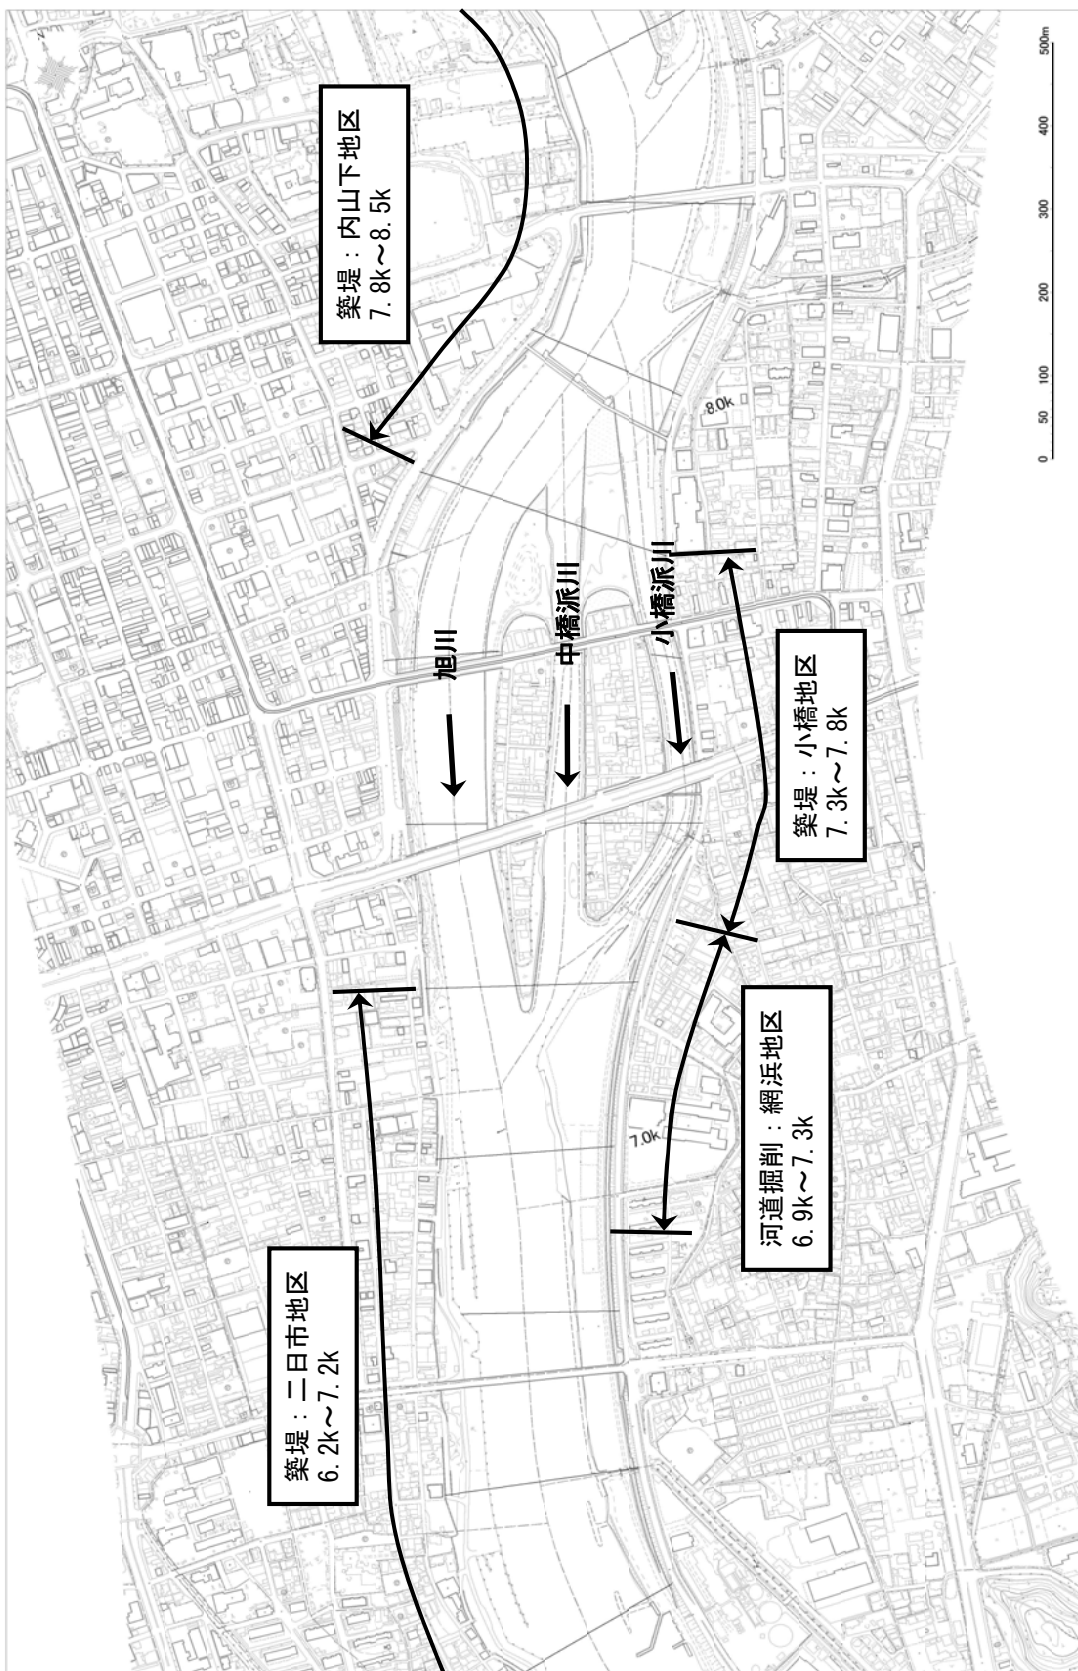 築堤：内山下地区
7.8k～8.5k
8.0k
旭川
中橋派川
小橋派川
築堤：小橋地区
7.3k～7.8k
河道掘削：網浜地区
6.9k～7.3k
7.0k
築堤：二日市地区
6.2k～7.2k
0 50 100 200 300 400 500m